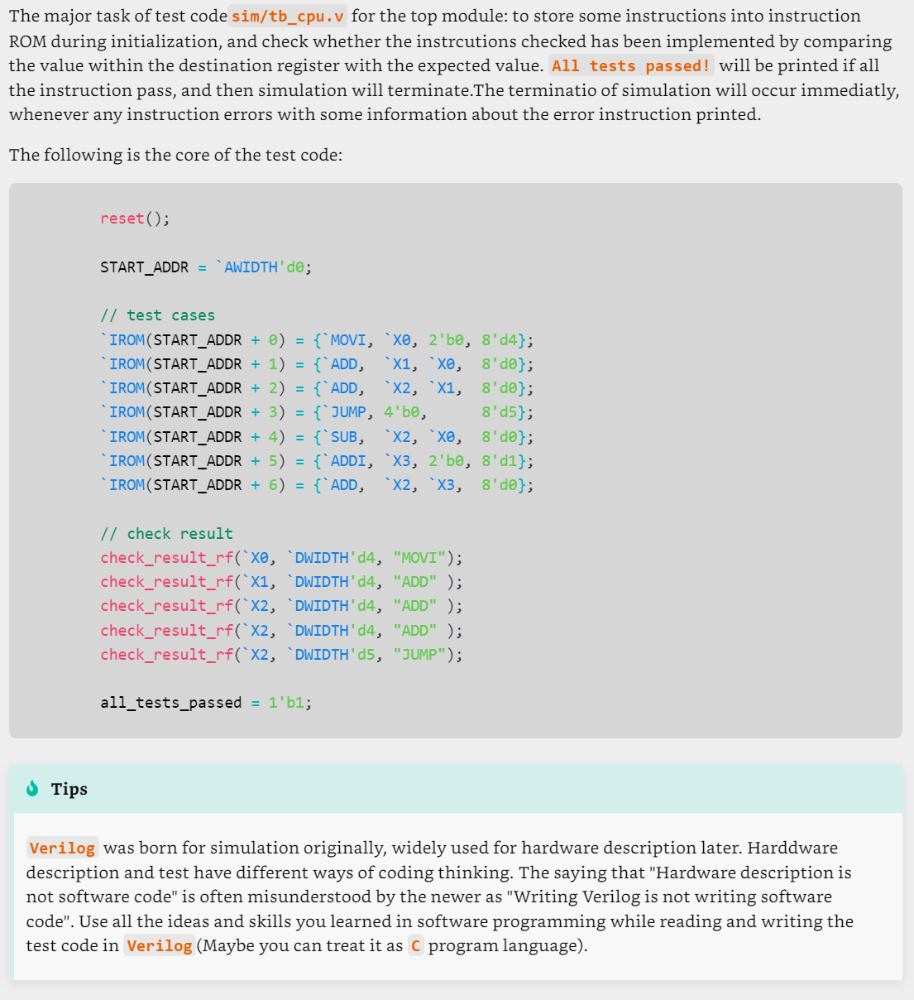 The major task of test code sim/tb_cpu.v for the top module: to store some instructions into instruction
ROM during initialization, and check whether the instrcutions checked has been implemented by comparing
the value within the destination register with the expected value. All tests passed! will be printed if all
the instruction pass, and then simulation will terminate.The terminatio of simulation will occur immediatly,
whenever any instruction errors with some information about the error instruction printed.
The following is the core of the test code:
reset();
START_ADDR = `AWIDTH'd0;
// test cases
`IROM(START_ADDR + 0) = {`MOVI, `X0, 2'b0, 8'd4};
`IROM(START_ADDR + 1) = {`ADD,  `X1, `X0,  8'd0};
`IROM(START_ADDR + 2) = {`ADD,  `X2, `X1,  8'd0};
`IROM(START_ADDR + 3) = {`JUMP, 4'b0,      8'd5};
`IROM(START_ADDR + 4) = {`SUB,  `X2, `X0,  8'd0};
`IROM(START_ADDR + 5) = {`ADDI, `X3, 2'b0, 8'd1};
`IROM(START_ADDR + 6) = {`ADD,  `X2, `X3,  8'd0};
// check result
check_result_rf(`X0, `DWIDTH'd4, "MOVI");
check_result_rf(`X1, `DWIDTH'd4, "ADD" );
check_result_rf(`X2, `DWIDTH'd4, "ADD" );
check_result_rf(`X2, `DWIDTH'd4, "ADD" );
check_result_rf(`X2, `DWIDTH'd5, "JUMP");
all_tests_passed = 1'b1;
Tips
Verilog was born for simulation originally, widely used for hardware description later. Harddware
description and test have different ways of coding thinking. The saying that "Hardware description is
not software code" is often misunderstood by the newer as "Writing Verilog is not writing software
code". Use all the ideas and skills you learned in software programming while reading and writing the
test code in Verilog(Maybe you can treat it as C program language).